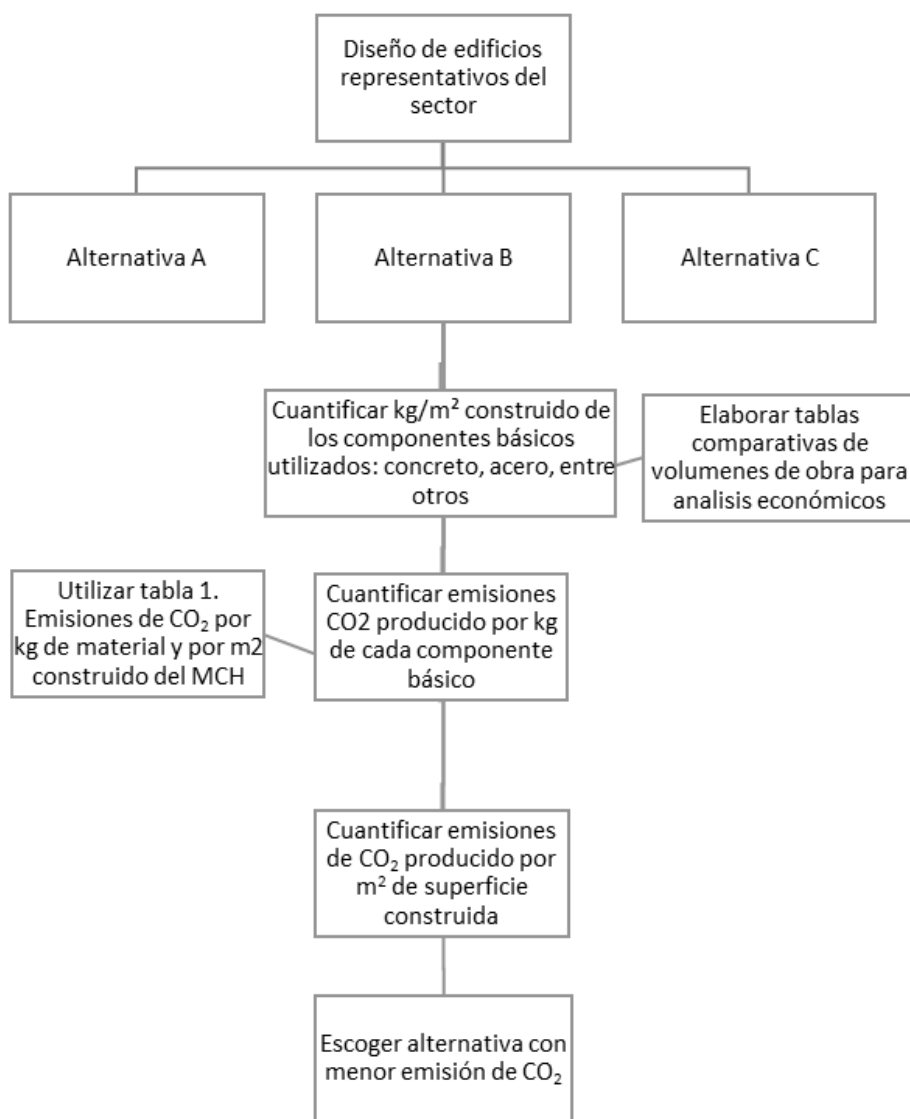 Diseño de edificios
representativos del
sector
Alternativa A
Alternativa B
Alternativa C
Cuantificar kg/m² construido de
los componentes básicos
utilizados: concreto, acero, entre
otros
Elaborar tablas
comparativas de
volumenes de obra para
analisis económicos
Utilizar tabla 1.
Emisiones de CO₂ por
kg de material y por m2
construido del MCH
Cuantificar emisiones
CO2 producido por kg
de cada componente
básico
Cuantificar emisiones
de CO₂ producido por
m² de superficie
construida
Escoger alternativa con
menor emisión de CO₂